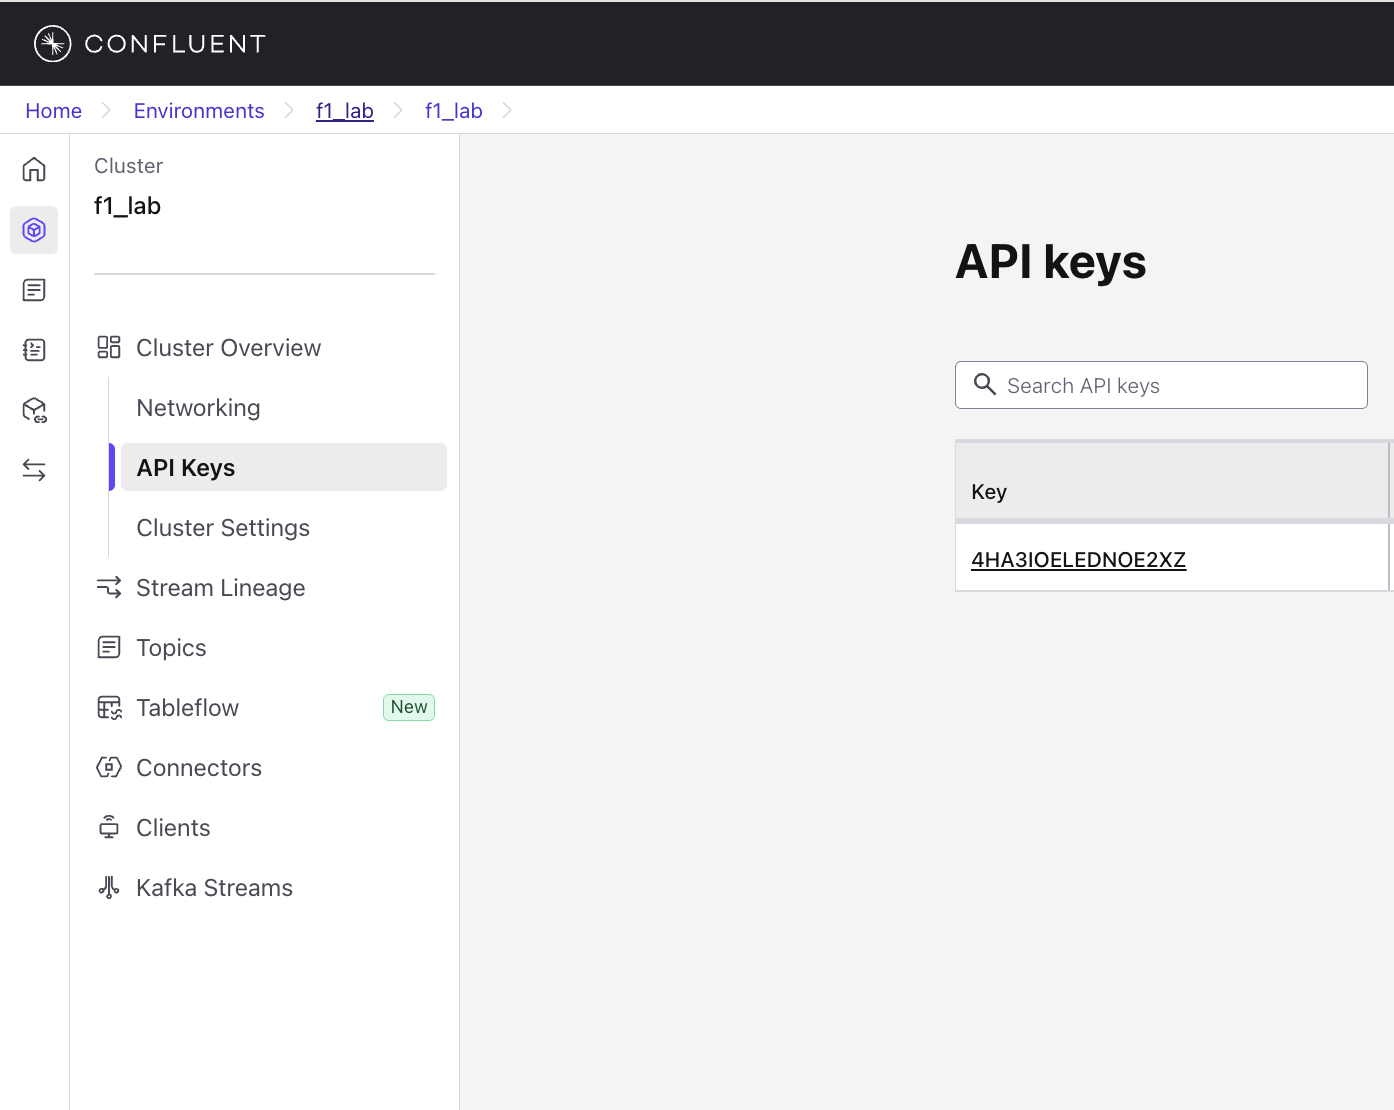 CONFLUENT
Home Environments f1_lab f1_lab
Cluster
f1_lab
Cluster Overview
Networking
API Keys
Cluster Settings
Stream Lineage
Topics
Tableflow New
Connectors
Clients
Kafka Streams
API keys
Search API keys
Key
4HA3IOELEDNOE2XZ